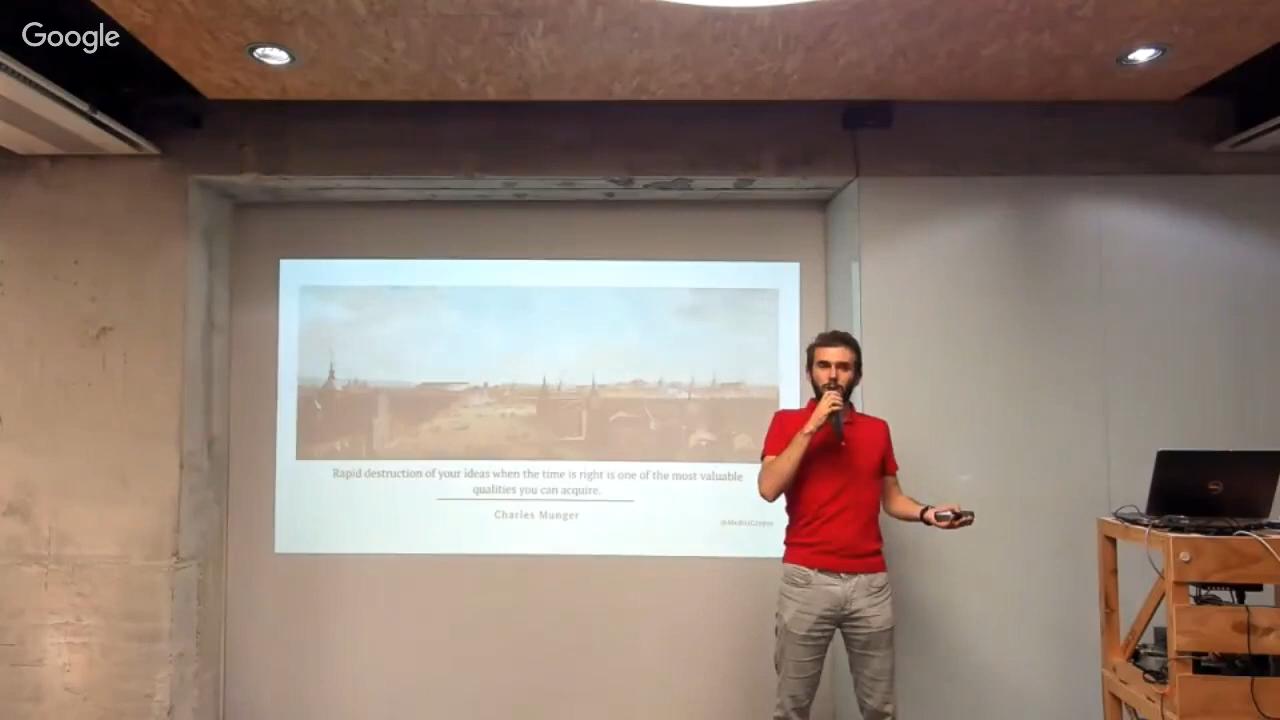 Google
Rapid destruction of your ideas when the time is right is one of the most valuable
qualities you can acquire.
Charles Munger